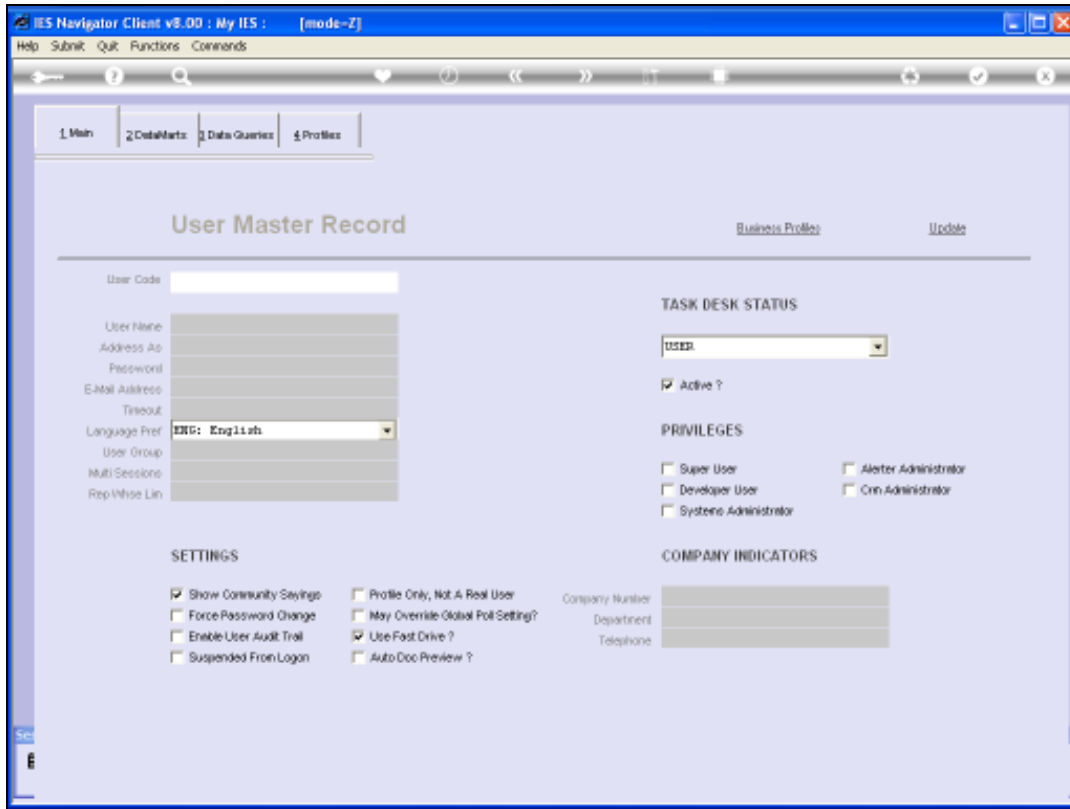 IES Navigator Client v8.00 : My IES : [mode=Z]
Help Submit Quit Functions Commands
1 Main 2 DataMarts 3 Data Queries 4 Profiles
User Master Record
Business Profiles Update
User Code
User Name
Address As
Password
E-Mail Address
Timeout
Language Pref ENG: English
User Group
Multi Sessions
Rep Whse Lim
TASK DESK STATUS
USER
Active ?
PRIVILEGES
Super User Alerter Administrator
Developer User Crm Administrator
Systems Administrator
SETTINGS
Show Community Sayings Profile Only, Not A Real User
Force Password Change May Override Global Poll Setting?
Enable User Audit Trail Use Fast Drive ?
Suspended From Logon Auto Doc Preview ?
COMPANY INDICATORS
Company Number
Department
Telephone